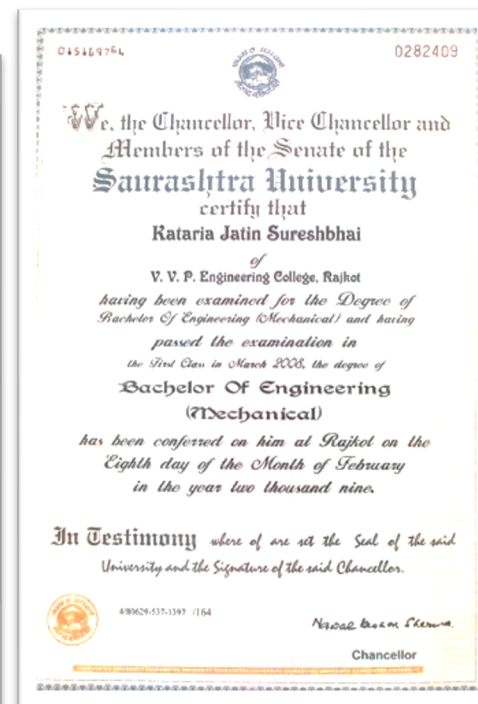 0282409
We, the Chancellor, Vice Chancellor and
Members of the Senate of the
Saurashtra University
certify that
Kataria Jatin Sureshbhai
of
V. V. P. Engineering College, Rajkot
having been examined for the Degree of
Bachelor Of Engineering (Mechanical) and having
passed the examination in
the First Class in March 2008, the degree of
Bachelor Of Engineering
(Mechanical)
has been conferred on him at Rajkot on the
Eighth day of the Month of February
in the year two thousand nine.
In Testimony where of are set the Seal of the said
University and the Signature of the said Chancellor.
4/80629-537-1397 /164
Chancellor